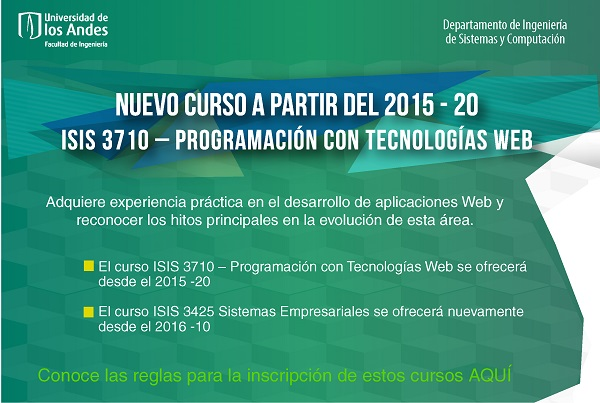 Universidad de
los Andes
Facultad de Ingeniería
Departamento de Ingeniería
de Sistemas y Computación
NUEVO CURSO A PARTIR DEL 2015 - 20
ISIS 3710 – PROGRAMACIÓN CON TECNOLOGÍAS WEB
Adquiere experiencia práctica en el desarrollo de aplicaciones Web y
reconocer los hitos principales en la evolución de esta área.
El curso ISIS 3710 – Programación con Tecnologías Web se ofrecerá
desde el 2015 -20
El curso ISIS 3425 Sistemas Empresariales se ofrecerá nuevamente
desde el 2016 -10
Conoce las reglas para la inscripción de estos cursos AQUÍ